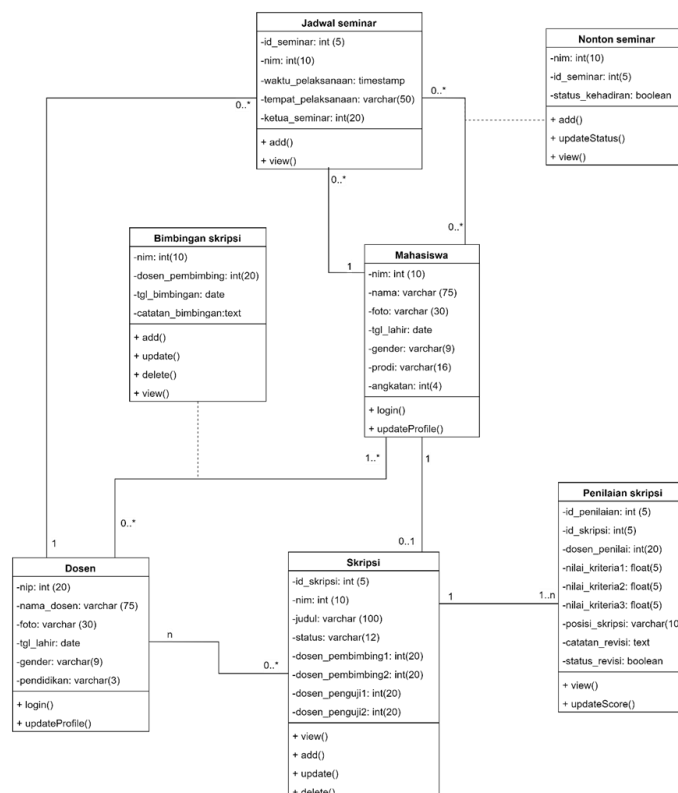 Jadwal seminar
-id_seminar: int (5)
-nim: int(10)
-waktu_pelaksanaan: timestamp
-tempat_pelaksanaan: varchar(50)
-ketua_seminar: int(20)
+ add()
+ view()
Nonton seminar
-nim: int(10)
-id_seminar: int(5)
-status_kehadiran: boolean
+ add()
+ updateStatus()
+ view()
0..*
0..*
0..*
0..*
1
Bimbingan skripsi
-nim: int(10)
-dosen_pembimbing: int(20)
-tgl_bimbingan: date
-catatan_bimbingan:text
+ add()
+ update()
+ delete()
+ view()
Mahasiswa
-nim: int (10)
-nama: varchar (75)
-foto: varchar (30)
-tgl_lahir: date
-gender: varchar(9)
-prodi: varchar(16)
-angkatan: int(4)
+ login()
+ updateProfile()
1..*
1
0..*
1
0..1
Dosen
-nip: int (20)
-nama_dosen: varchar (75)
-foto: varchar (30)
-tgl_lahir: date
-gender: varchar(9)
-pendidikan: varchar(3)
+ login()
+ updateProfile()
n
0..*
Skripsi
-id_skripsi: int (5)
-nim: int (10)
-judul: varchar (100)
-status: varchar (12)
-dosen_pembimbing1: int(20)
-dosen_pembimbing2: int(20)
-dosen_penguji1: int(20)
-dosen_penguji2: int(20)
+ view()
+ add()
+ update()
+ delete()
1
1..n
Penilaian skripsi
-id_penilaian: int (5)
-id_skripsi: int(5)
-dosen_penilai: int(20)
-nilai_kriteria1: float(5)
-nilai_kriteria2: float(5)
-nilai_kriteria3: float(5)
-posisi_skripsi: varchar(10
-catatan_revisi: text
-status_revisi: boolean
+ view()
+ updateScore()